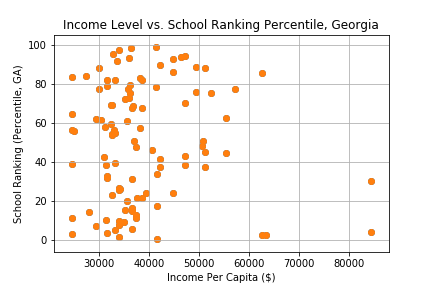 Income Level vs. School Ranking Percentile, Georgia
School Ranking (Percentile, GA)
100
80
60
40
20
0
30000 40000 50000 60000 70000 80000
Income Per Capita ($)